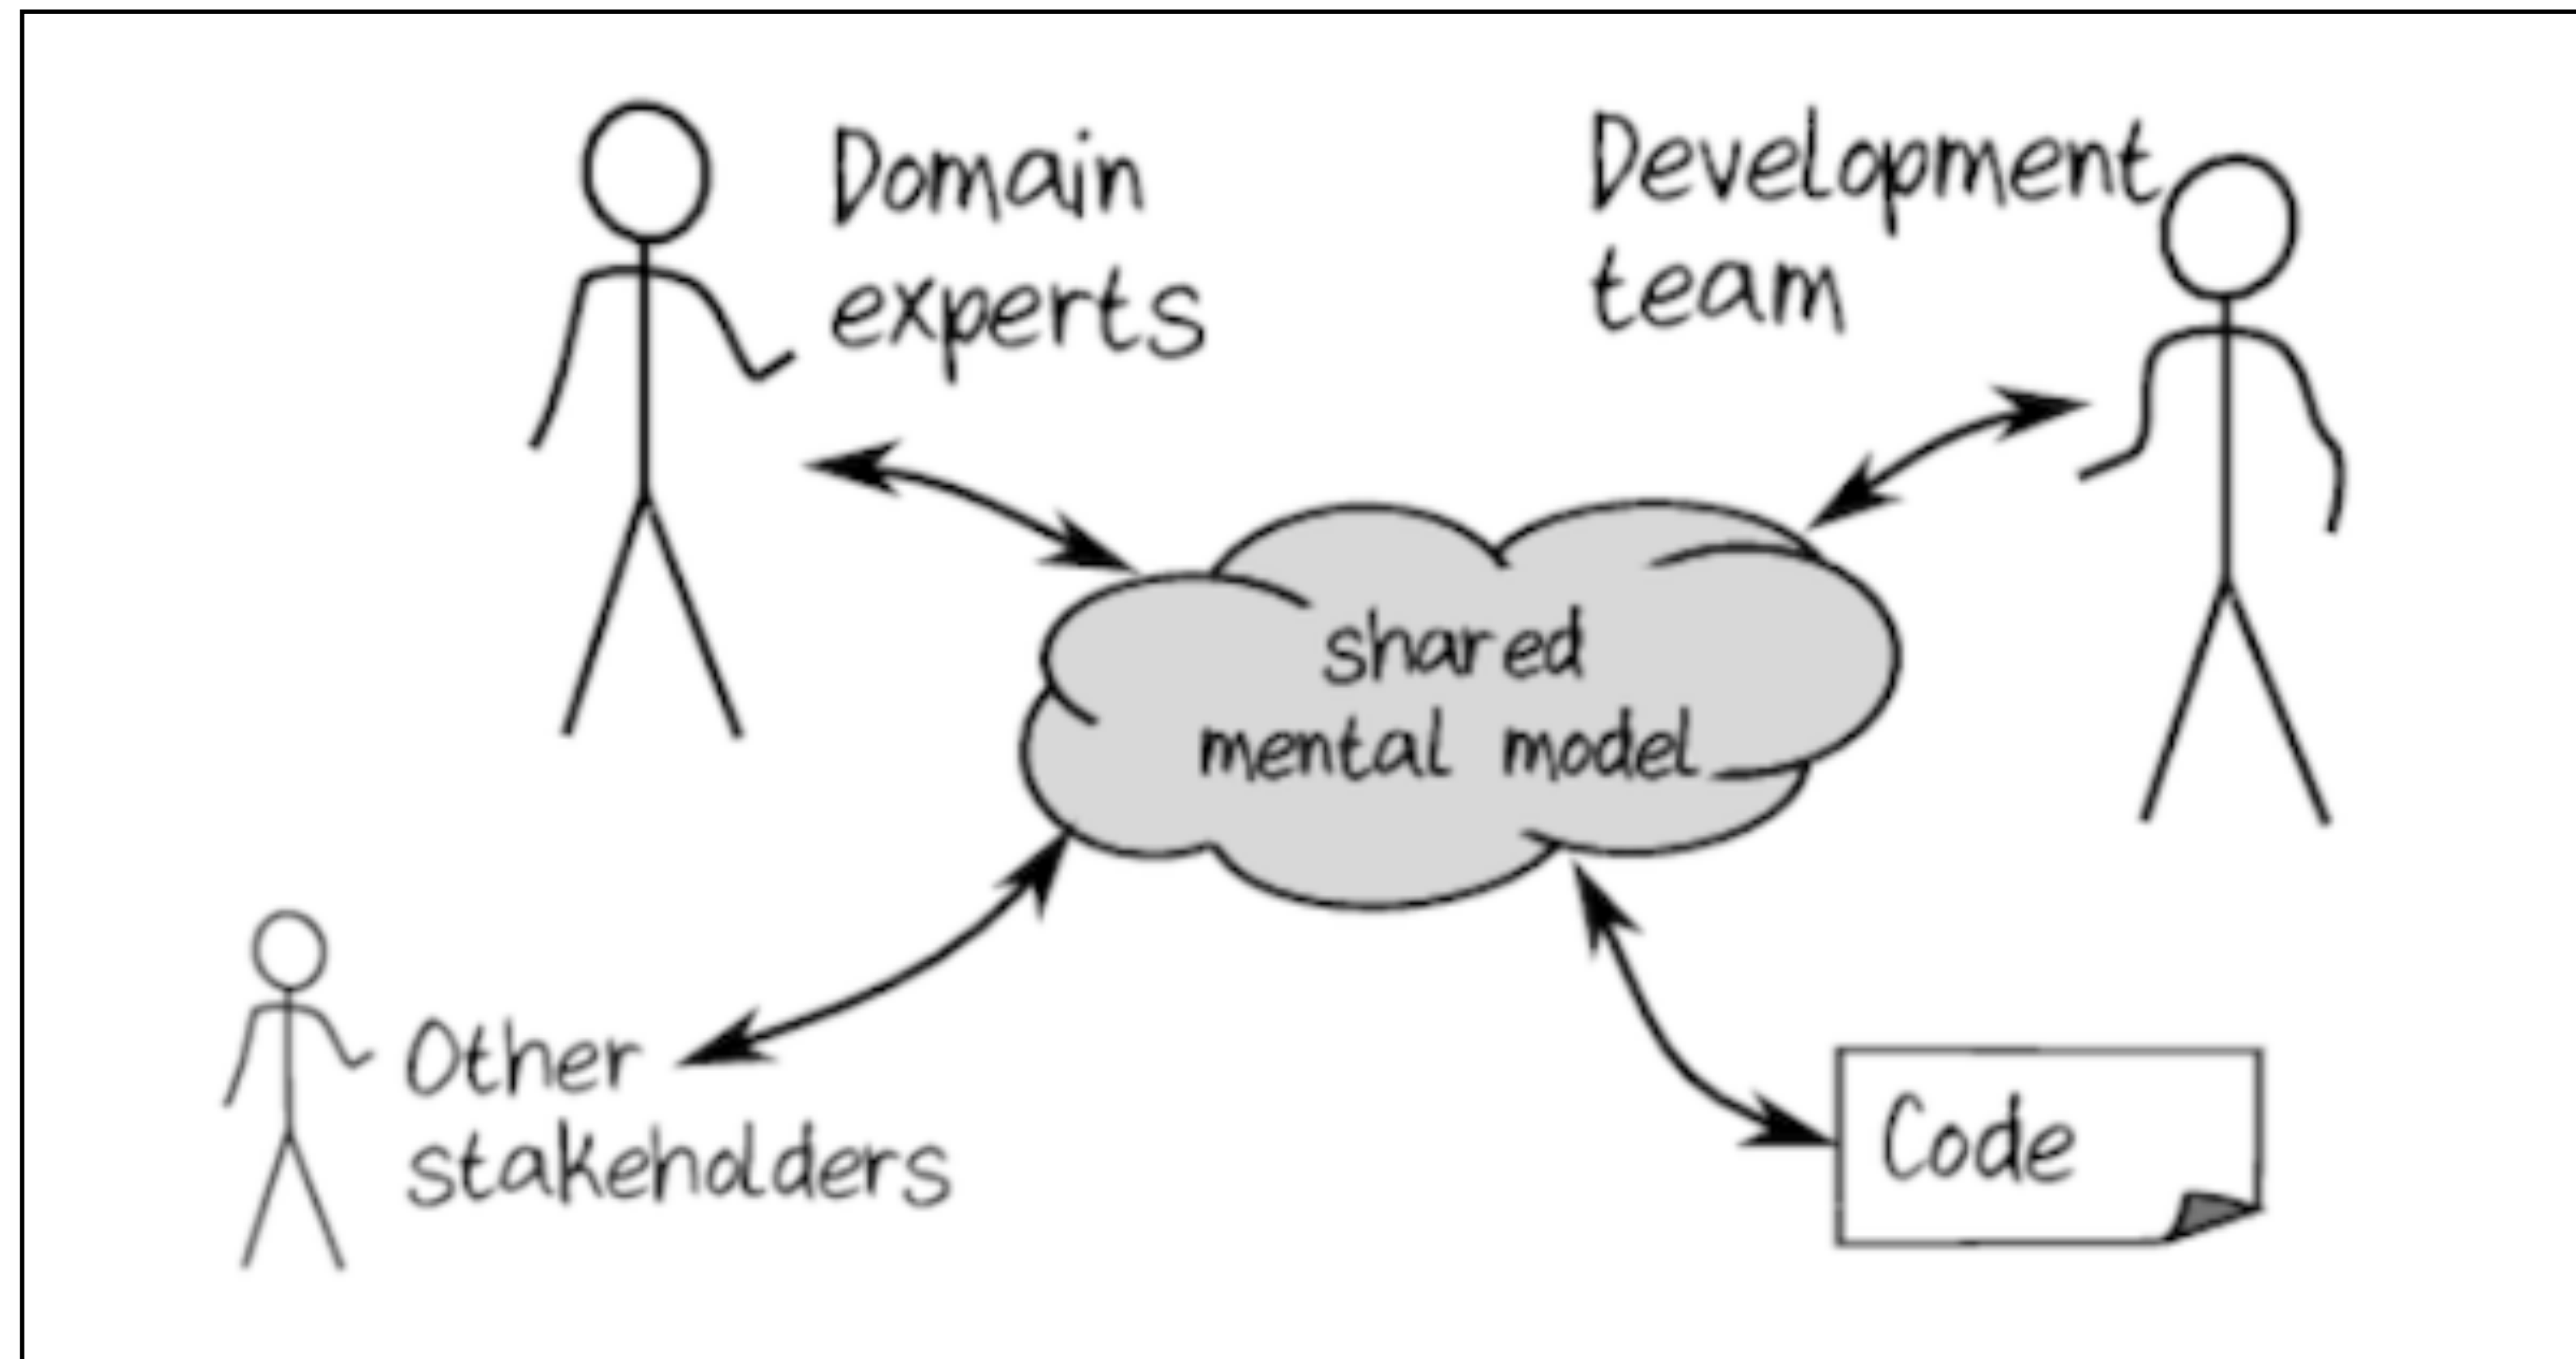 Domain
experts
Development
team
shared
mental model
Other
stakeholders
Code